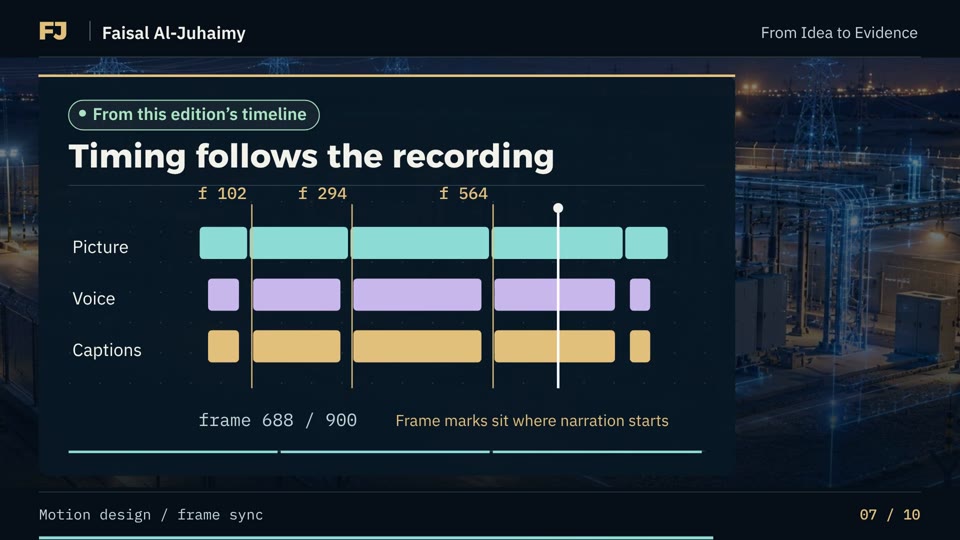 FJ
Faisal Al-Juhaimy
From Idea to Evidence
From this edition’s timeline
Timing follows the recording
f 102
f 294
f 564
Picture
Voice
Captions
frame 688 / 900
Frame marks sit where narration starts
Motion design / frame sync
07 / 10